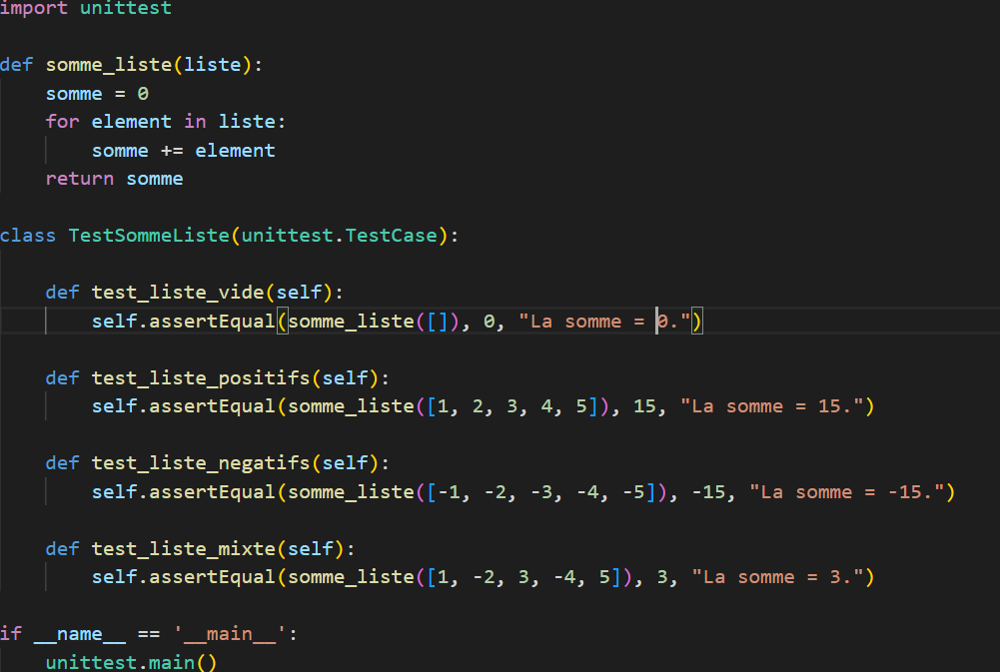 import unittest
def somme_liste(liste):
    somme = 0
    for element in liste:
        somme += element
    return somme
class TestSommeListe(unittest.TestCase):
    def test_liste_vide(self):
        self.assertEqual(somme_liste([]), 0, "La somme = 0.")
    def test_liste_positifs(self):
        self.assertEqual(somme_liste([1, 2, 3, 4, 5]), 15, "La somme = 15.")
    def test_liste_negatifs(self):
        self.assertEqual(somme_liste([-1, -2, -3, -4, -5]), -15, "La somme = -15.")
    def test_liste_mixte(self):
        self.assertEqual(somme_liste([1, -2, 3, -4, 5]), 3, "La somme = 3.")
if __name__ == '__main__':
    unittest.main()